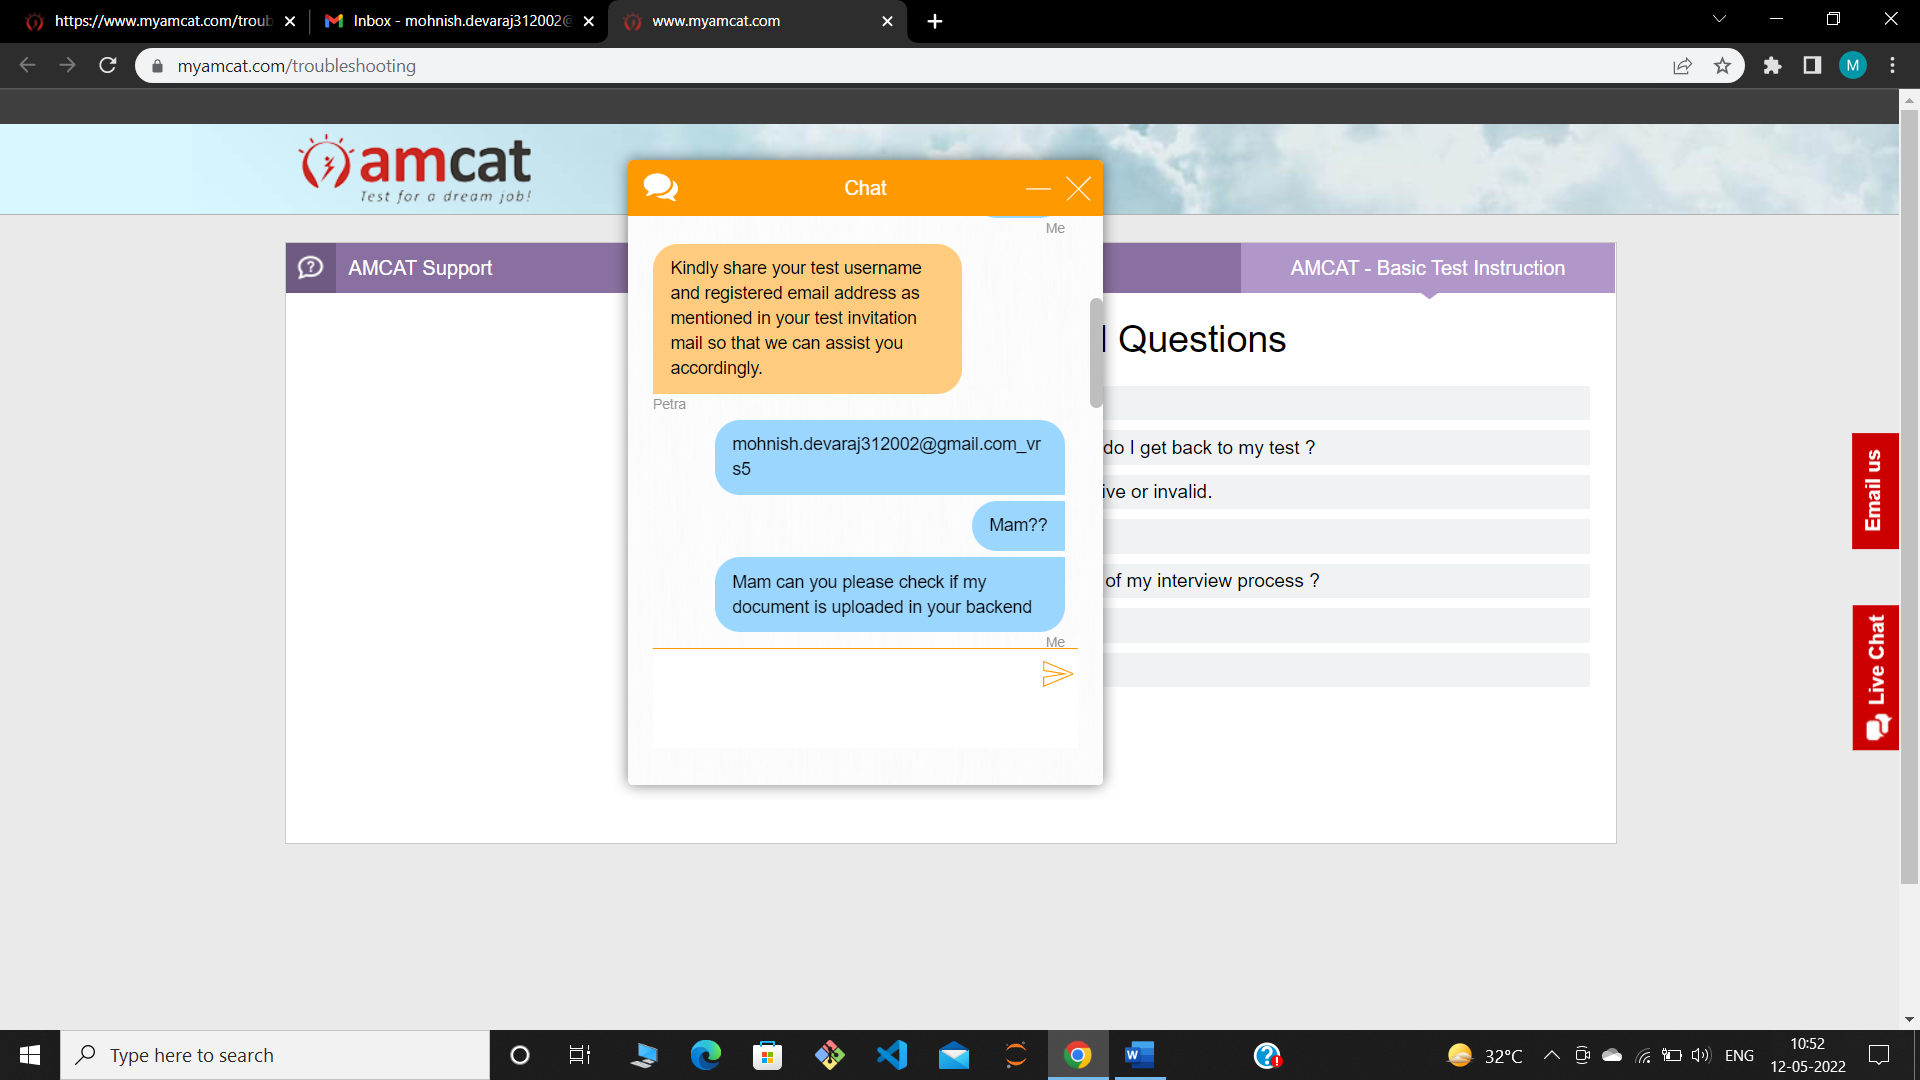 https://www.myamcat.com/troub
Inbox - mohnish.devaraj312002@
www.myamcat.com
myamcat.com/troubleshooting
M
amcat
Test for a dream job!
Chat
Me
AMCAT Support
AMCAT - Basic Test Instruction
Kindly share your test username
and registered email address as
mentioned in your test invitation
mail so that we can assist you
accordingly.
Petra
Questions
mohnish.devaraj312002@gmail.com_vr
s5
do I get back to my test ?
ive or invalid.
Mam??
Mam can you please check if my
document is uploaded in your backend
of my interview process ?
Me
Email us
Live Chat
Type here to search
32°C
ENG
10:52
12-05-2022